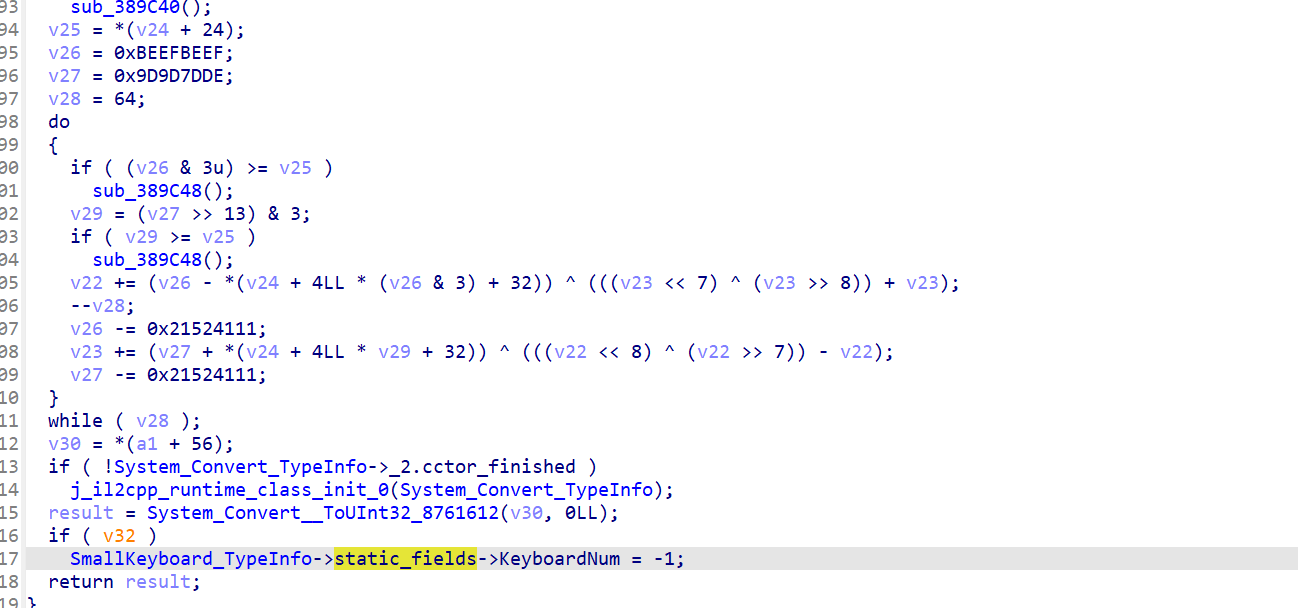 93 sub_389C40();
94 v25 = *(v24 + 24);
95 v26 = 0xBEEFBEEF;
96 v27 = 0x9D9D7DDE;
97 v28 = 64;
98 do
99 {
00 if ( (v26 & 3u) >= v25 )
01 sub_389C48();
02 v29 = (v27 >> 13) & 3;
03 if ( v29 >= v25 )
04 sub_389C48();
05 v22 += (v26 - *(v24 + 4LL * (v26 & 3) + 32)) ^ (((v23 << 7) ^ (v23 >> 8)) + v23);
06 --v28;
07 v26 -= 0x21524111;
08 v23 += (v27 + *(v24 + 4LL * v29 + 32)) ^ (((v22 << 8) ^ (v22 >> 7)) - v22);
09 v27 -= 0x21524111;
10 }
11 while ( v28 );
12 v30 = *(a1 + 56);
13 if ( !System_Convert_TypeInfo->_2.cctor_finished )
14 j_il2cpp_runtime_class_init_0(System_Convert_TypeInfo);
15 result = System_Convert__ToUInt32_8761612(v30, 0LL);
16 if ( v32 )
17 SmallKeyboard_TypeInfo->static_fields->KeyboardNum = -1;
18 return result;
19 }